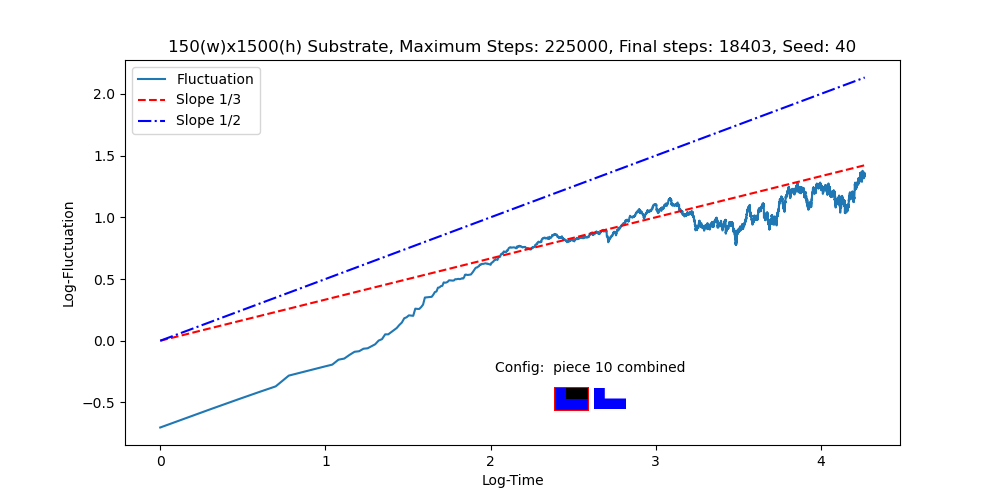 150(w)x1500(h) Substrate, Maximum Steps: 225000, Final steps: 18403, Seed: 40
Fluctuation
Slope 1/3
Slope 1/2
2.0
1.5
1.0
0.5
0.0
−0.5
Log-Fluctuation
Config:  piece 10 combined
0
1
2
3
4
Log-Time